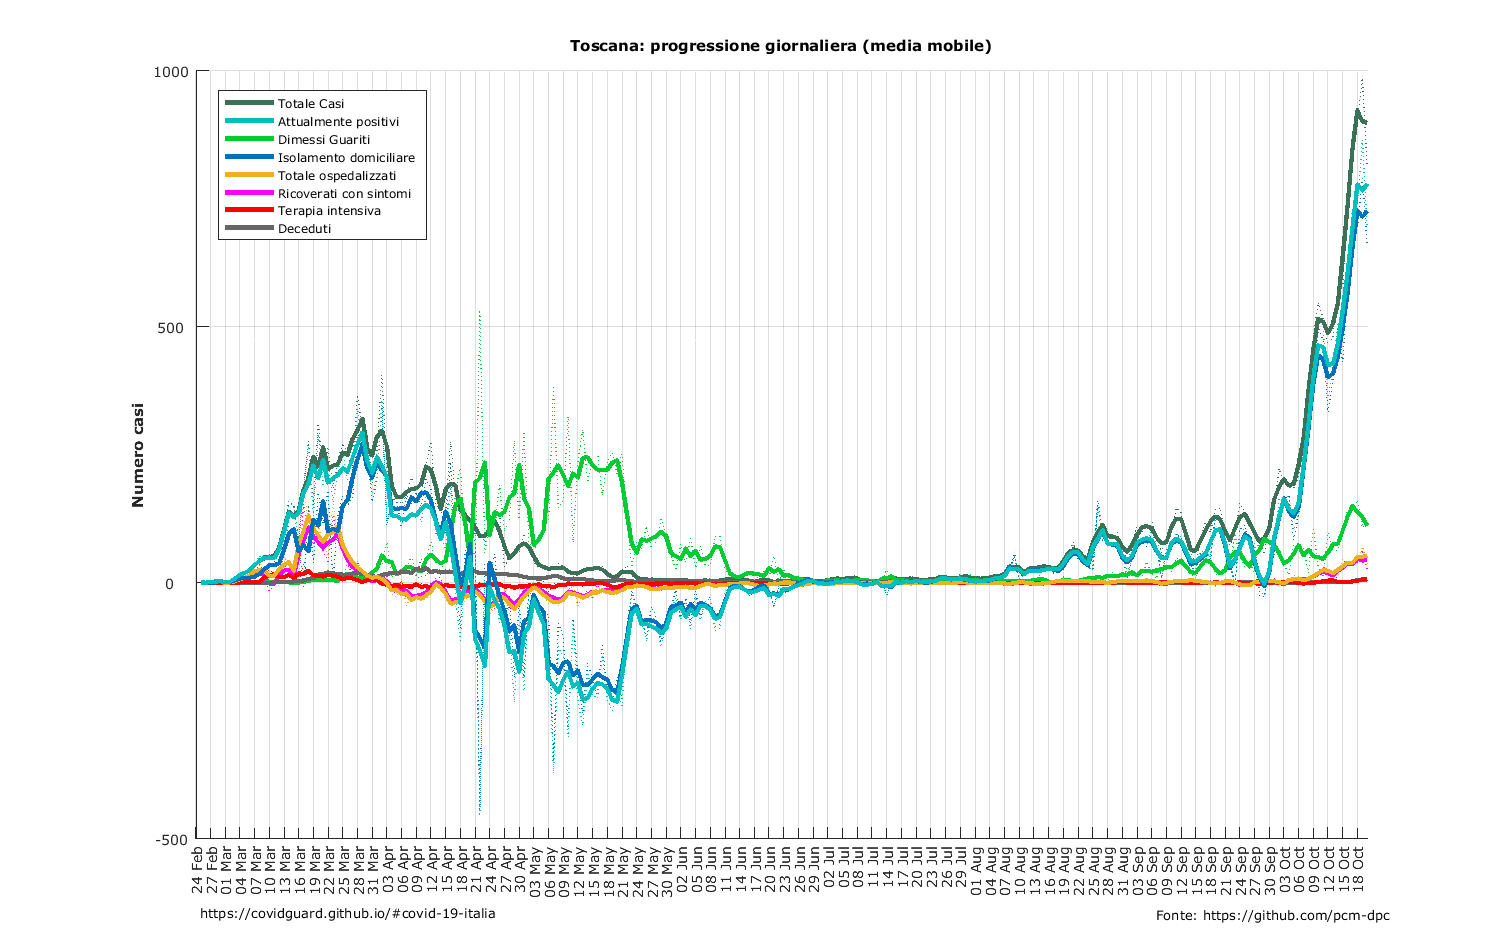 Toscana: progressione giornaliera (media mobile)
1000
500
0
-500
Numero casi
Totale Casi
Attualmente positivi
Dimessi Guariti
Isolamento domiciliare
Totale ospedalizzati
Ricoverati con sintomi
Terapia intensiva
Deceduti
24 Feb
27 Feb
01 Mar
04 Mar
07 Mar
10 Mar
13 Mar
16 Mar
19 Mar
22 Mar
25 Mar
28 Mar
31 Mar
03 Apr
06 Apr
09 Apr
12 Apr
15 Apr
18 Apr
21 Apr
24 Apr
27 Apr
30 Apr
03 May
06 May
09 May
12 May
15 May
18 May
21 May
24 May
27 May
30 May
02 Jun
05 Jun
08 Jun
11 Jun
14 Jun
17 Jun
20 Jun
23 Jun
26 Jun
29 Jun
02 Jul
05 Jul
08 Jul
11 Jul
14 Jul
17 Jul
20 Jul
23 Jul
26 Jul
29 Jul
01 Aug
04 Aug
07 Aug
10 Aug
13 Aug
16 Aug
19 Aug
22 Aug
25 Aug
28 Aug
31 Aug
03 Sep
06 Sep
09 Sep
12 Sep
15 Sep
18 Sep
21 Sep
24 Sep
27 Sep
30 Sep
03 Oct
06 Oct
09 Oct
12 Oct
15 Oct
18 Oct
https://covidguard.github.io/#covid-19-italia
Fonte: https://github.com/pcm-dpc